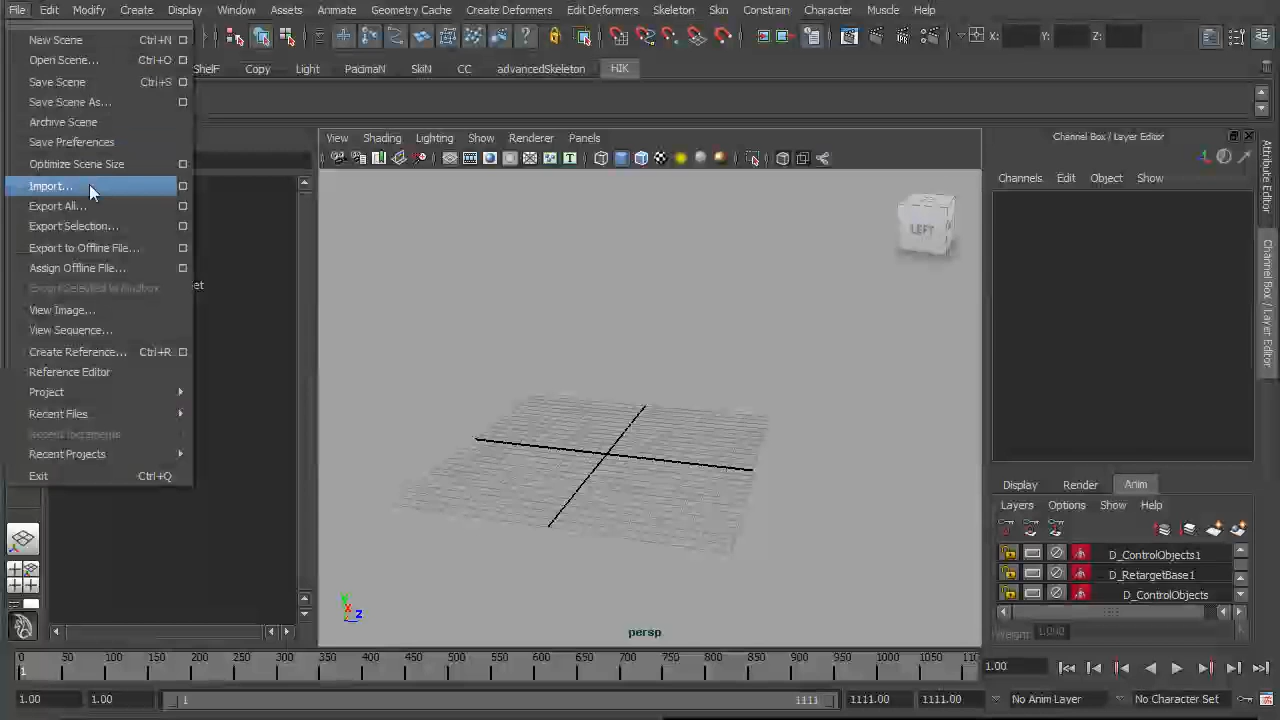 File Edit Modify Create Display Window Assets Animate Geometry Cache Create Deformers Edit Deformers Skeleton Skin Constrain Character Muscle Help
New Scene Ctrl+N
Open Scene... Ctrl+O
Save Scene Ctrl+S
Save Scene As...
Archive Scene
Save Preferences
Optimize Scene Size
Import...
Export All...
Export Selection...
Export to Offline File...
Assign Offline File...
Export Selected to Mudbox
View Image...
View Sequence...
Create Reference... Ctrl+R
Reference Editor
Project
Recent Files
Recent Increments
Recent Projects
Exit Ctrl+Q
X: Y: Z:
Copy Light PacimaN SkiN CC advancedSkeleton HIK
View Shading Lighting Show Renderer Panels
LEFT
Y
X
Z
persp
Channel Box / Layer Editor
Channels Edit Object Show
Attribute Editor
Channel Box / Layer Editor
Display Render Anim
Layers Options Show Help
D_ControlObjects1
D_RetargetBase1
D_ControlObjects
Weight: 1.000
0 50 100 150 200 250 300 350 400 450 500 550 600 650 700 750 800 850 900 950 1000 1050
1
1.00
1.00 1.00 1 1111 1111.00 1111.00 No Anim Layer No Character Set